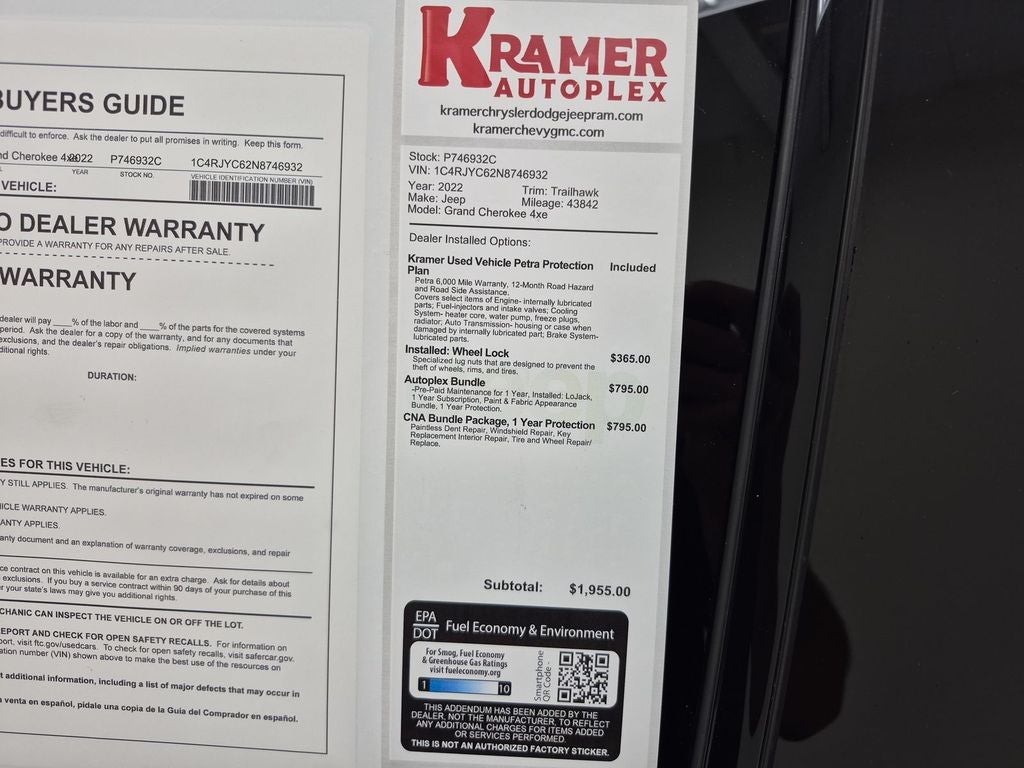 BUYERS GUIDE
difficult to enforce. Ask the dealer to put all promises in writing. Keep this form.
nd Cherokee 4xe 2022 P746932C 1C4RJYC62N8746932
YEAR STOCK NO. VEHICLE IDENTIFICATION NUMBER (VIN)
VEHICLE:
O DEALER WARRANTY
PROVIDE A WARRANTY FOR ANY REPAIRS AFTER SALE.
WARRANTY
dealer will pay ____% of the labor and ____% of the parts for the covered systems
period. Ask the dealer for a copy of the warranty, and for any documents that
exclusions, and the dealer's repair obligations. Implied warranties under your
ditional rights.
DURATION:
ES FOR THIS VEHICLE:
Y STILL APPLIES. The manufacturer's original warranty has not expired on some
ICLE WARRANTY APPLIES.
ANTY APPLIES.
anty document and an explanation of warranty coverage, exclusions, and repair
ce contract on this vehicle is available for an extra charge. Ask for details about
exclusions. If you buy a service contract within 90 days of your purchase of this
r your state's laws may give you additional rights.
CHANIC CAN INSPECT THE VEHICLE ON OR OFF THE LOT.
EPORT AND CHECK FOR OPEN SAFETY RECALLS. For information on
port, visit ftc.gov/usedcars. To check for open safety recalls, visit safercar.gov.
ation number (VIN) shown above to make the best use of the resources on
t additional information, including a list of major defects that may occur in
a venta en español, pidale una copia de la Guia del Comprador en español.
KRAMER
AUTOPLEX
kramerchryslerdodgejeepram.com
kramerchevygmc.com
Stock: P746932C
VIN: 1C4RJYC62N8746932
Year: 2022 Trim: Trailhawk
Make: Jeep Mileage: 43842
Model: Grand Cherokee 4xe
Dealer Installed Options:
Kramer Used Vehicle Petra Protection Included
Plan
Petra 6,000 Mile Warranty, 12-Month Road Hazard
and Road Side Assistance.
Covers select items of Engine- internally lubricated
parts; Fuel-injectors and intake valves; Cooling
System- heater core, water pump, freeze plugs,
radiator; Auto Transmission- housing or case when
damaged by internally lubricated part; Brake System-
lubricated parts.
Installed: Wheel Lock $365.00
Specialized lug nuts that are designed to prevent the
theft of wheels, rims, and tires.
Autoplex Bundle $795.00
-Pre-Paid Maintenance for 1 Year, Installed: LoJack,
1 Year Subscription, Paint & Fabric Appearance
Bundle, 1 Year Protection.
CNA Bundle Package, 1 Year Protection $795.00
Paintless Dent Repair, Windshield Repair, Key
Replacement Interior Repair, Tire and Wheel Repair/
Replace.
Subtotal: $1,955.00
EPA
DOT Fuel Economy & Environment
For Smog, Fuel Economy
& Greenhouse Gas Ratings
visit fueleconomy.org
1 10
Smartphone
QR Code -
THIS ADDENDUM HAS BEEN ADDED BY THE
DEALER, NOT THE MANUFACTURER, TO REFLECT
ANY ADDITIONAL CHARGES FOR ITEMS ADDED
OR SERVICES PERFORMED.
THIS IS NOT AN AUTHORIZED FACTORY STICKER.